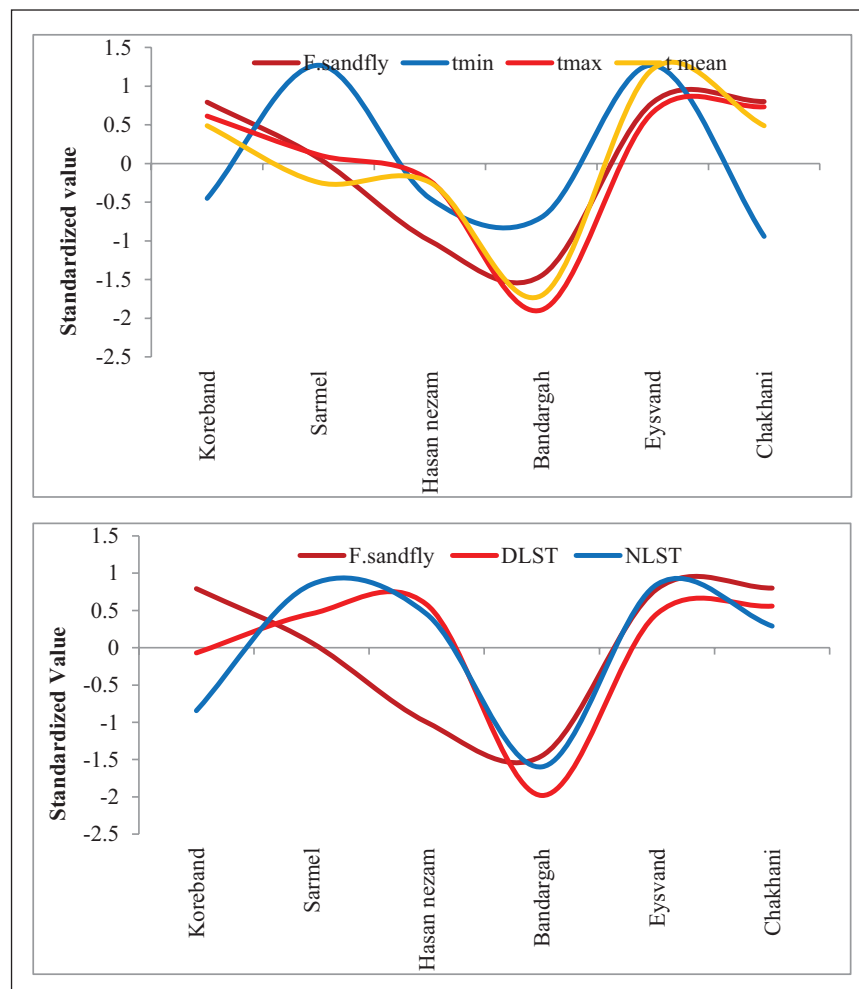 F.sandfly tmin tmax t mean
Standardized value
1.5
1
0.5
0
-0.5
-1
-1.5
-2
-2.5
Koreband
Sarmel
Hasan nezam
Bandargah
Eysvand
Chakhani
F.sandfly DLST NLST
Standardized Value
1.5
1
0.5
0
-0.5
-1
-1.5
-2
-2.5
Koreband
Sarmel
Hasan nezam
Bandargah
Eysvand
Chakhani